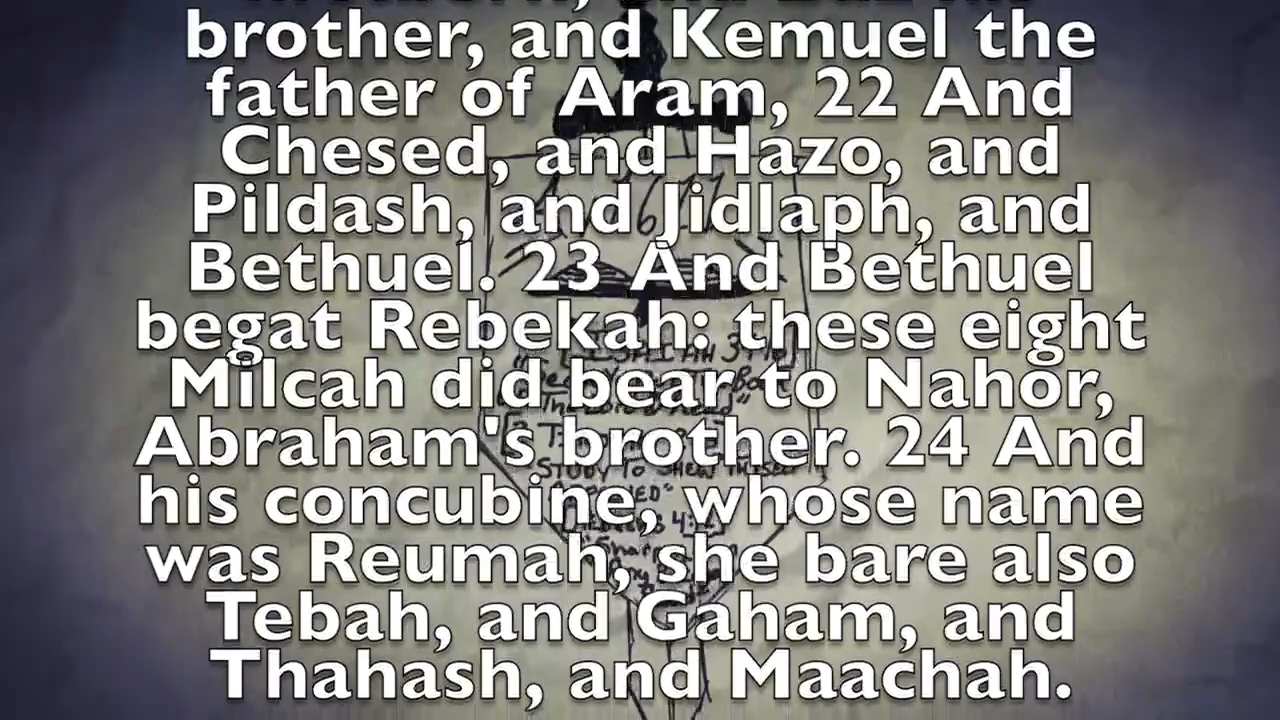 brother, and Kemuel the
father of Aram, 22 And
Chesed, and Hazo, and
Pildash, and Jidlaph, and
Bethuel. 23 And Bethuel
begat Rebekah: these eight
Milcah did bear to Nahor,
Abraham's brother. 24 And
his concubine, whose name
was Reumah, she bare also
Tebah, and Gaham, and
Thahash, and Maachah.